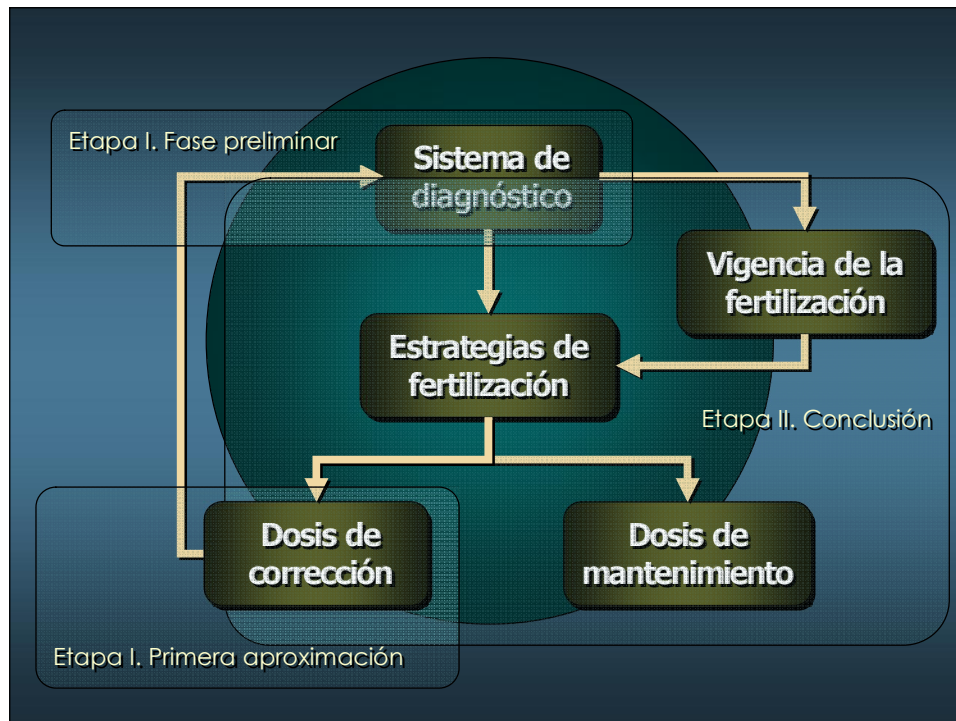 Etapa I. Fase preliminar
Sistema de
diagnóstico
Vigencia de la
fertilización
Estrategias de
fertilización
Etapa II. Conclusión
Dosis de
corrección
Dosis de
mantenimiento
Etapa I. Primera aproximación